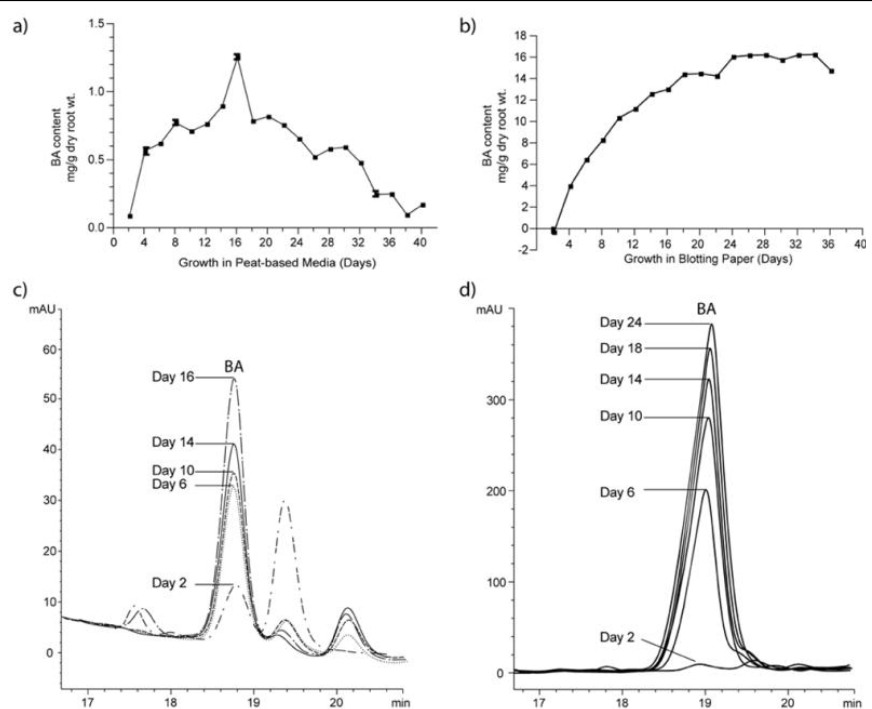 a)
1.5
1.0
0.5
0.0
BA content
mg/g dry root wt.
0 4 8 12 16 20 24 28 32 36 40
Growth in Peat-based Media (Days)
b)
18
16
14
12
10
8
6
4
2
0
-2
BA content
mg/g dry root wt.
4 8 12 16 20 24 28 32 36 40
Growth in Blotting Paper (Days)
c)
mAU
60
50
40
30
20
10
0
BA
Day 16
Day 14
Day 10
Day 6
Day 2
17 18 19 20 min
d)
mAU
300
200
100
0
BA
Day 24
Day 18
Day 14
Day 10
Day 6
Day 2
17 18 19 20 min